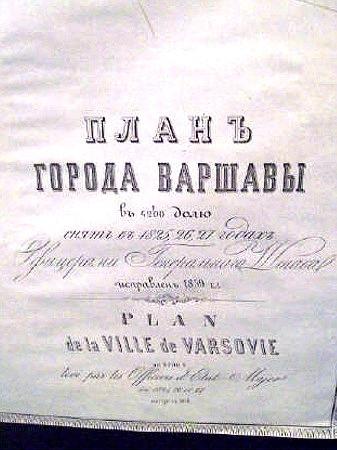 ПЛАНЪ
ГОРОДА ВАРШАВЫ
въ 4200 долю
снятъ въ 1825, 26, 27 годахъ
Офицерами Генеральнаго Штаба
исправленъ 1839 г.
PLAN
de la VILLE de VARSOVIE
levé par les Officiers d'Etat Major